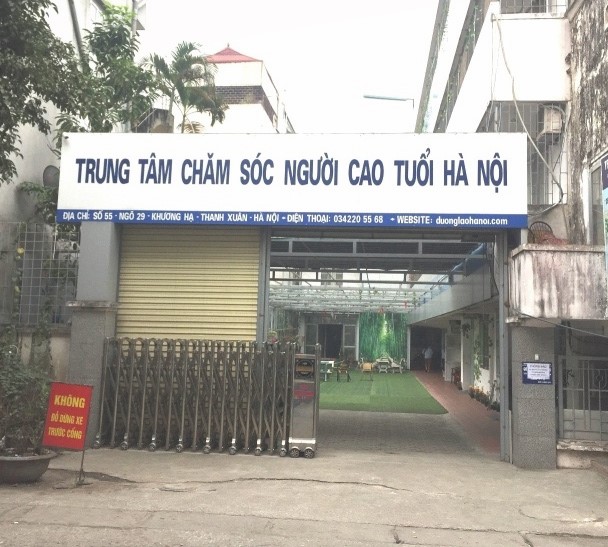 TRUNG TÂM CHĂM SÓC NGƯỜI CAO TUỔI HÀ NỘI
ĐỊA CHỈ: SỐ 55 - NGÕ 29 - KHƯƠNG HẠ - THANH XUÂN - HÀ NỘI - ĐIỆN THOẠI: 034220 55 68 - WEBSITE: duonglaohanoi.com
KHÔNG
ĐỖ DỪNG XE
TRƯỚC CỔNG